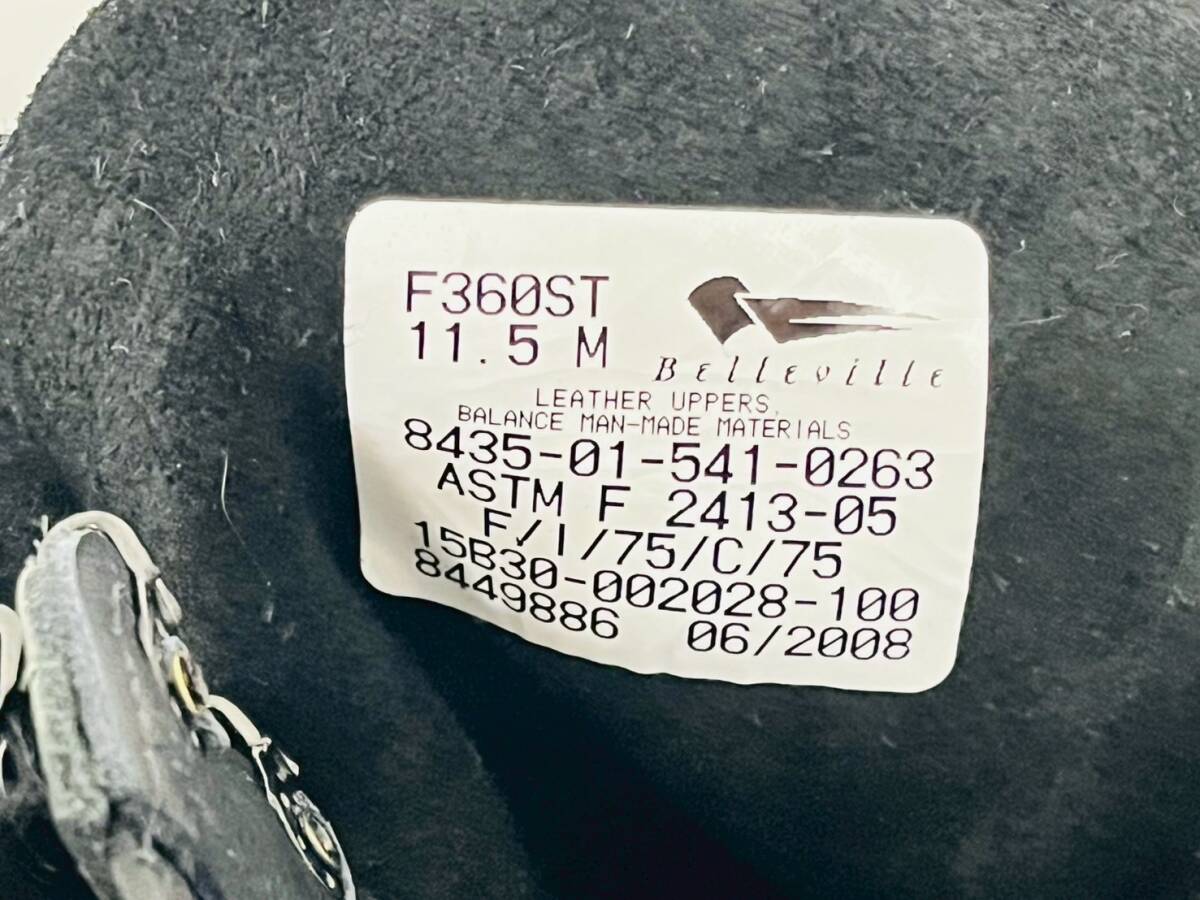 F360ST
11.5 M
Belleville
LEATHER UPPERS,
BALANCE MAN-MADE MATERIALS
8435-01-541-0263
ASTM F 2413-05
F/I/75/C/75
15B30-002028-100
8449886 06/2008